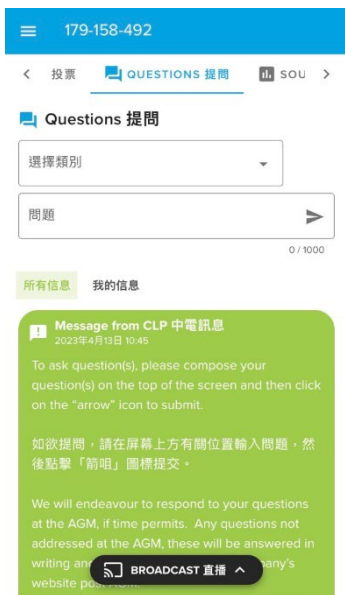 179-158-492
投票 QUESTIONS 提問 SOU
Questions 提問
選擇類別
問題
0 / 1000
所有信息 我的信息
Message from CLP 中電訊息
2023年4月13日 10:45
To ask question(s), please compose your
question(s) on the top of the screen and then click
on the “arrow” icon to submit.
如欲提問，請在屏幕上方有關位置輸入問題，然
後點擊「箭咀」圖標提交。
We will endeavour to respond to your questions
at the AGM, if time permits. Any questions not
addressed at the AGM, these will be answered in
writing any's
BROADCAST 直播
website po